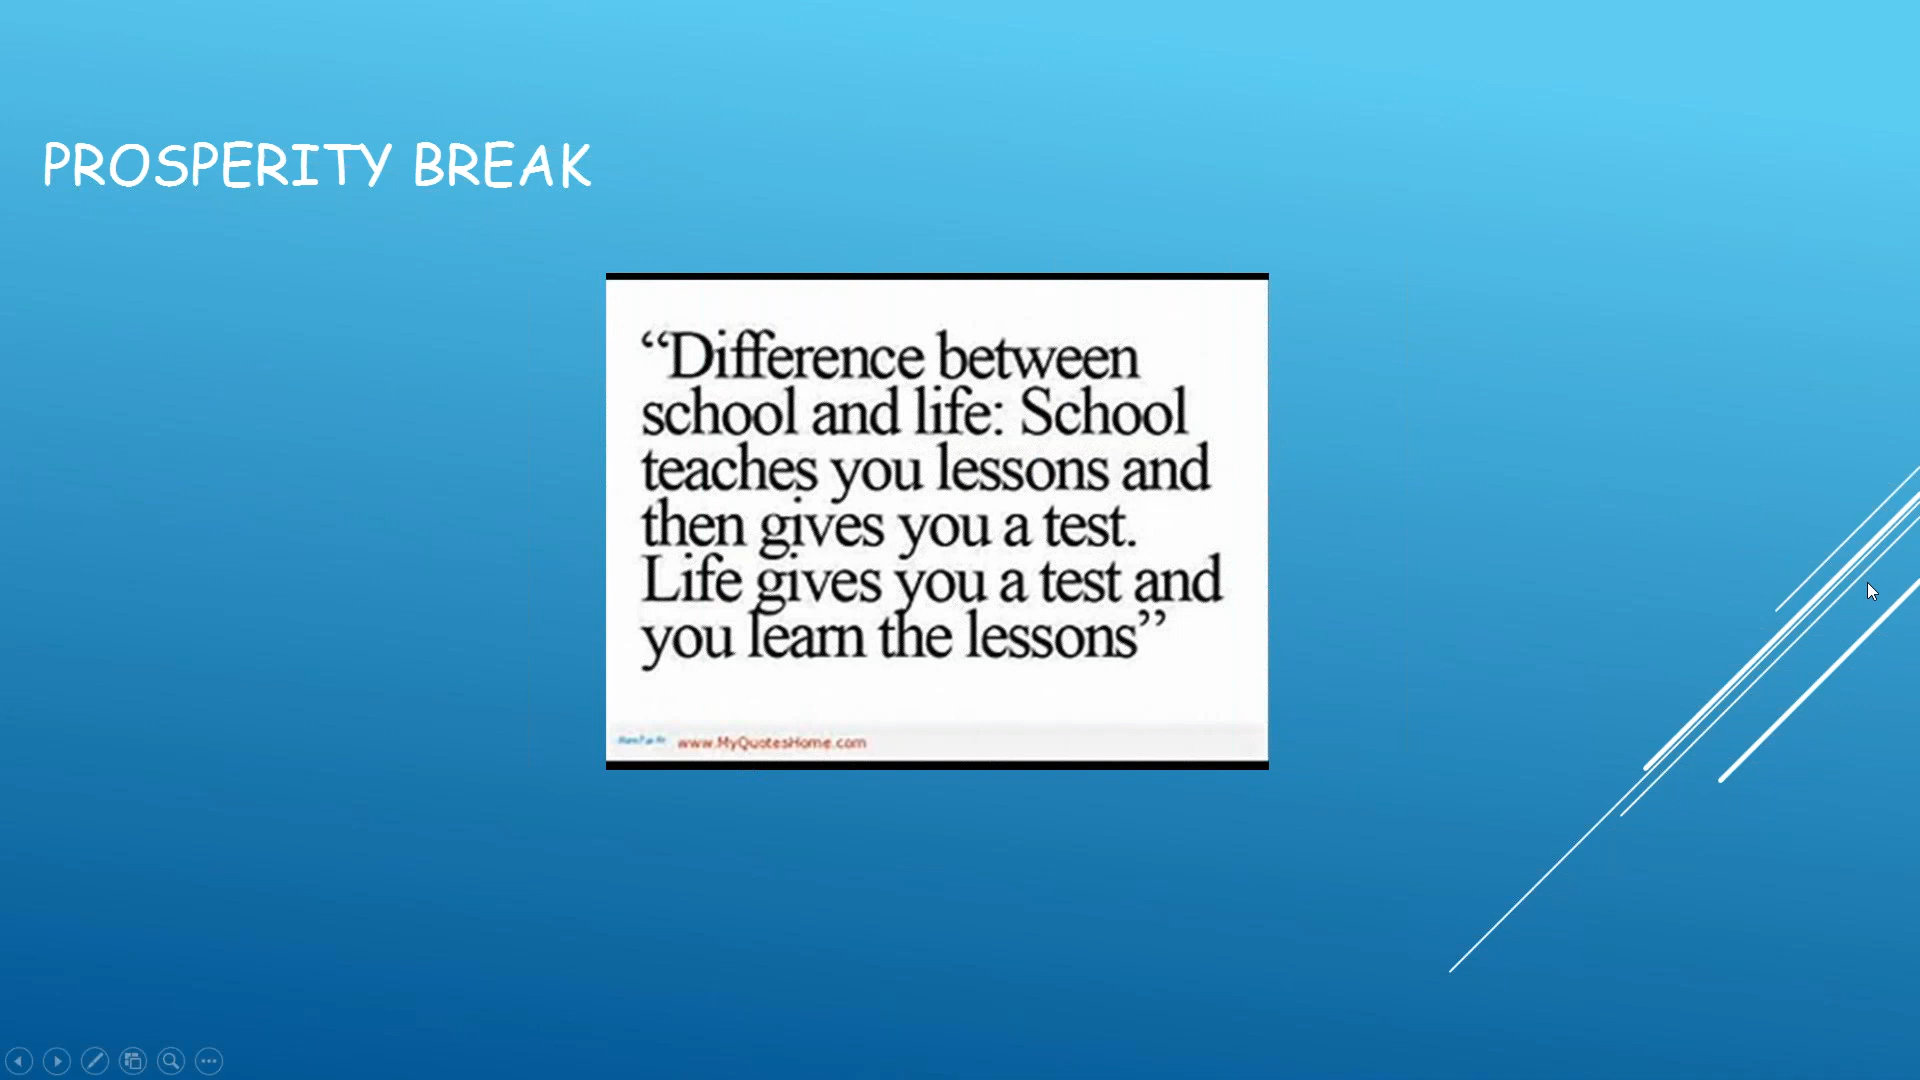 PROSPERITY BREAK
“Difference between
school and life: School
teaches you lessons and
then gives you a test.
Life gives you a test and
you learn the lessons”
www.MyQuotesHome.com